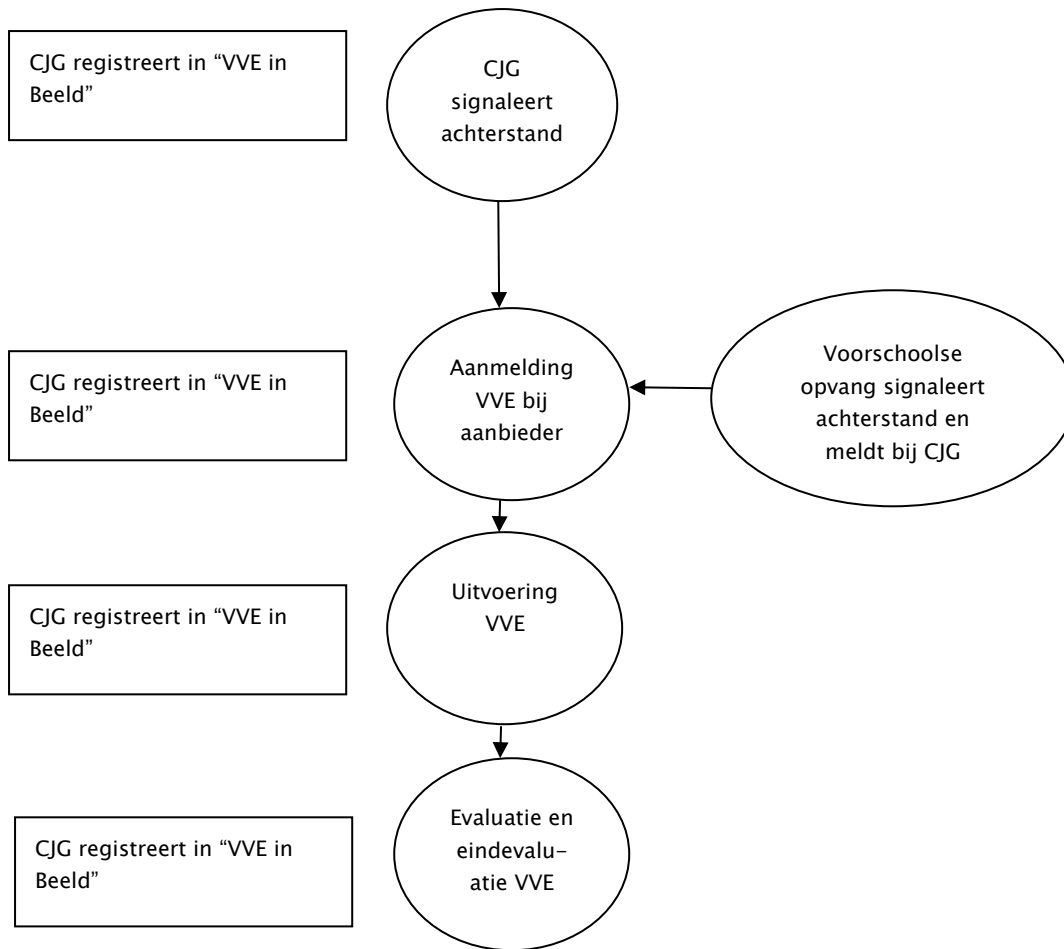 CJG registreert in “VVE in
Beeld”
CJG
signaleert
achterstand
CJG registreert in “VVE in
Beeld”
Aanmelding
VVE bij
aanbieder
Voorschoolse
opvang signaleert
achterstand en
meldt bij CJG
CJG registreert in “VVE in
Beeld”
Uitvoering
VVE
CJG registreert in “VVE in
Beeld”
Evaluatie en
eindevalu-
atie VVE